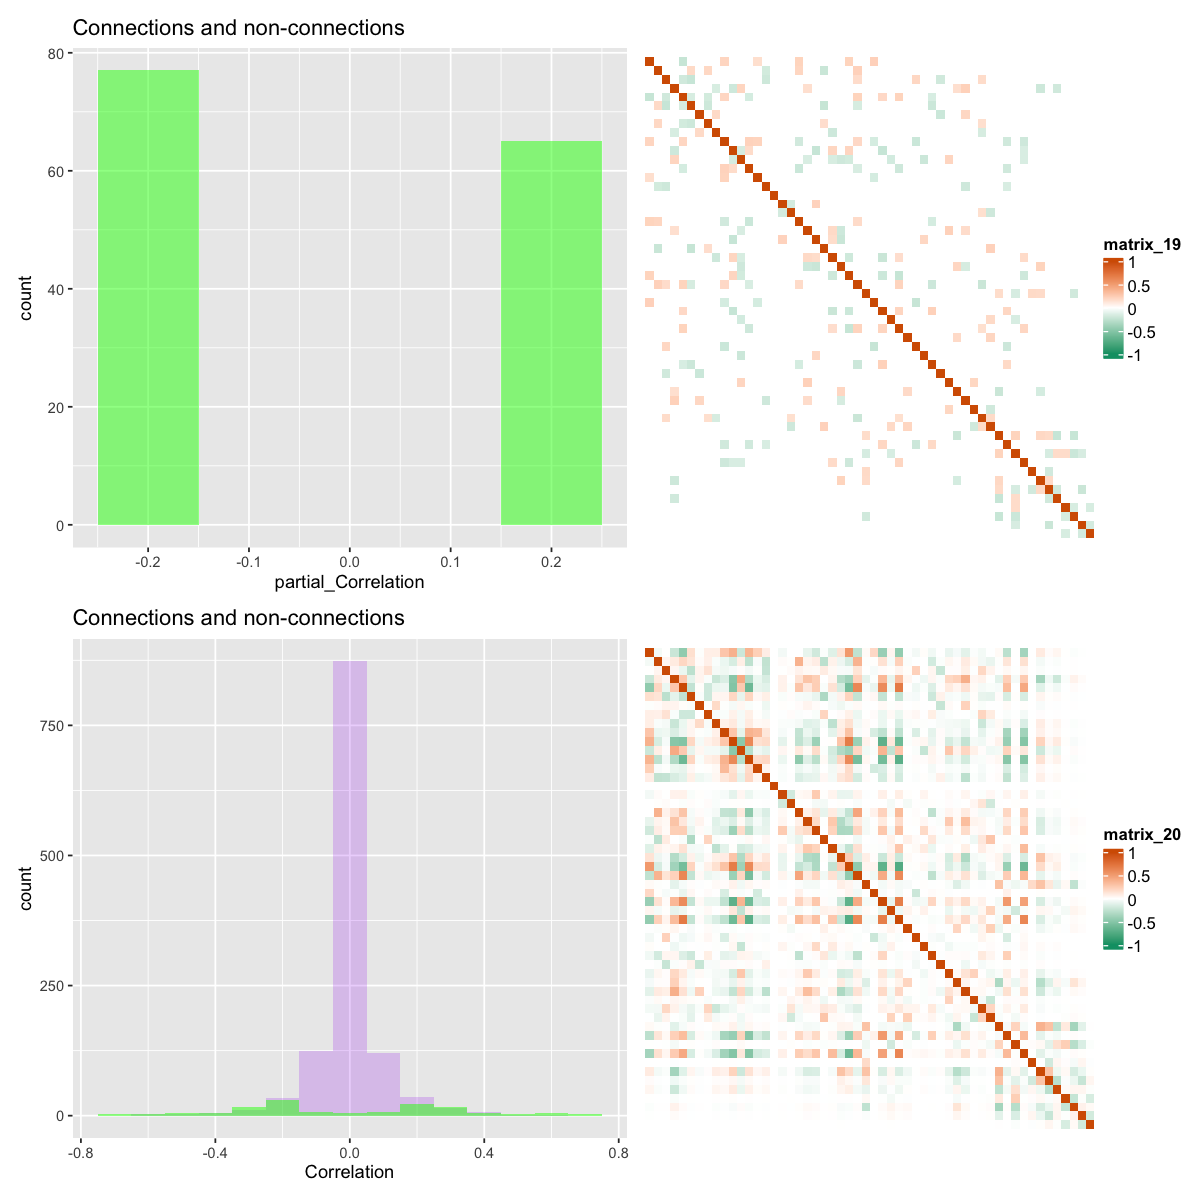 Connections and non-connections
80
60
40
20
0
count
-0.2 -0.1 0.0 0.1 0.2
partial_Correlation
matrix_19
1
0.5
0
-0.5
-1
Connections and non-connections
750
500
250
0
count
-0.8 -0.4 0.0 0.4 0.8
Correlation
matrix_20
1
0.5
0
-0.5
-1